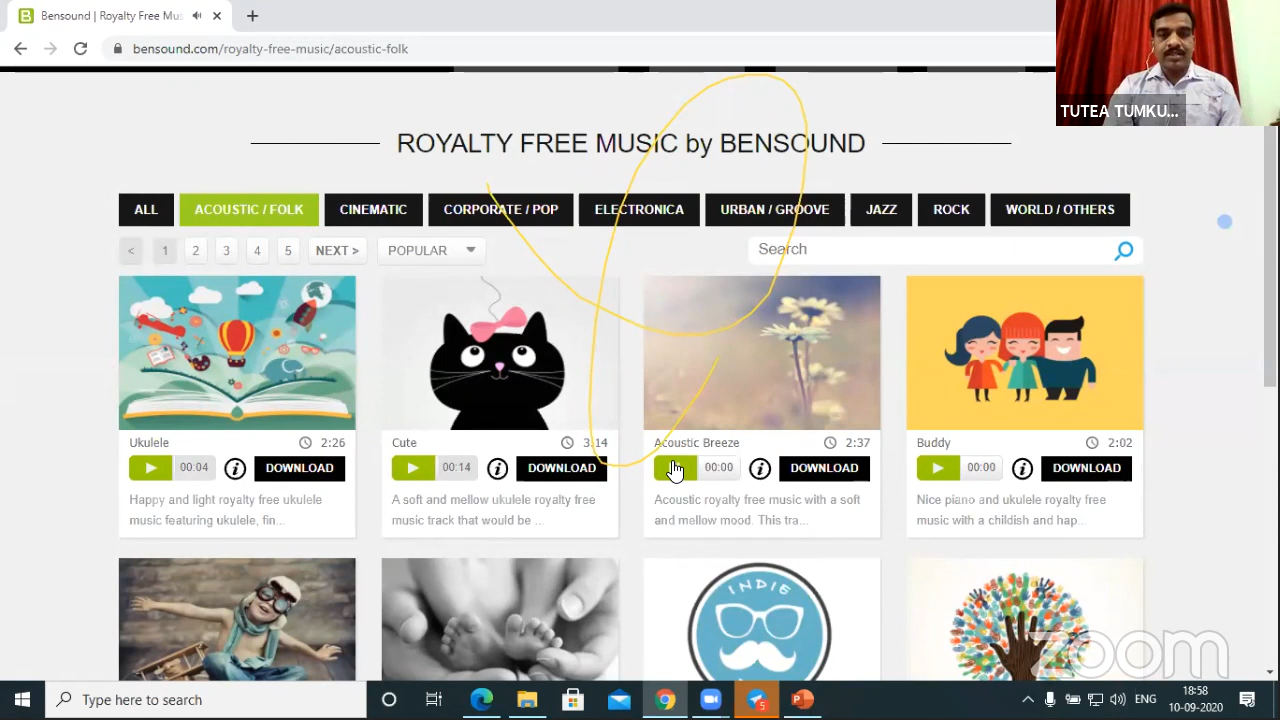 Bensound | Royalty Free Mus
bensound.com/royalty-free-music/acoustic-folk
TUTEA TUMKU...
ROYALTY FREE MUSIC by BENSOUND
ALL ACOUSTIC / FOLK CINEMATIC CORPORATE / POP ELECTRONICA URBAN / GROOVE JAZZ ROCK WORLD / OTHERS
< 1 2 3 4 5 NEXT > POPULAR Search
Ukulele 2:26 Cute 3:14 Acoustic Breeze 2:37 Buddy 2:02
00:04 i DOWNLOAD 00:14 i DOWNLOAD 00:00 i DOWNLOAD 00:00 i DOWNLOAD
Happy and light royalty free ukulele
music featuring ukulele, fin...
A soft and mellow ukulele royalty free
music track that would be ...
Acoustic royalty free music with a soft
and mellow mood. This tra...
Nice piano and ukulele royalty free
music with a childish and hap...
INDIE
zoom
Type here to search
5
ENG
18:58
10-09-2020